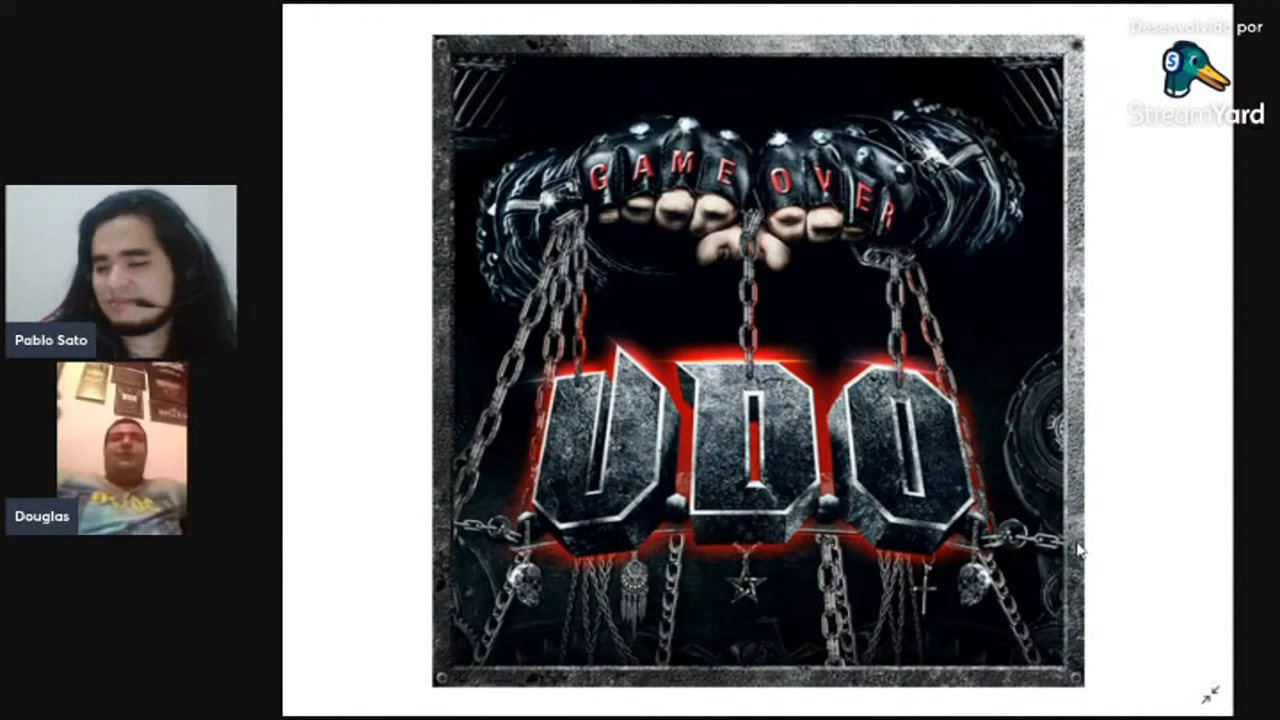 Desenvolvido por
StreamYard
GAME OVER
U.D.O
Pablo Sato
Douglas